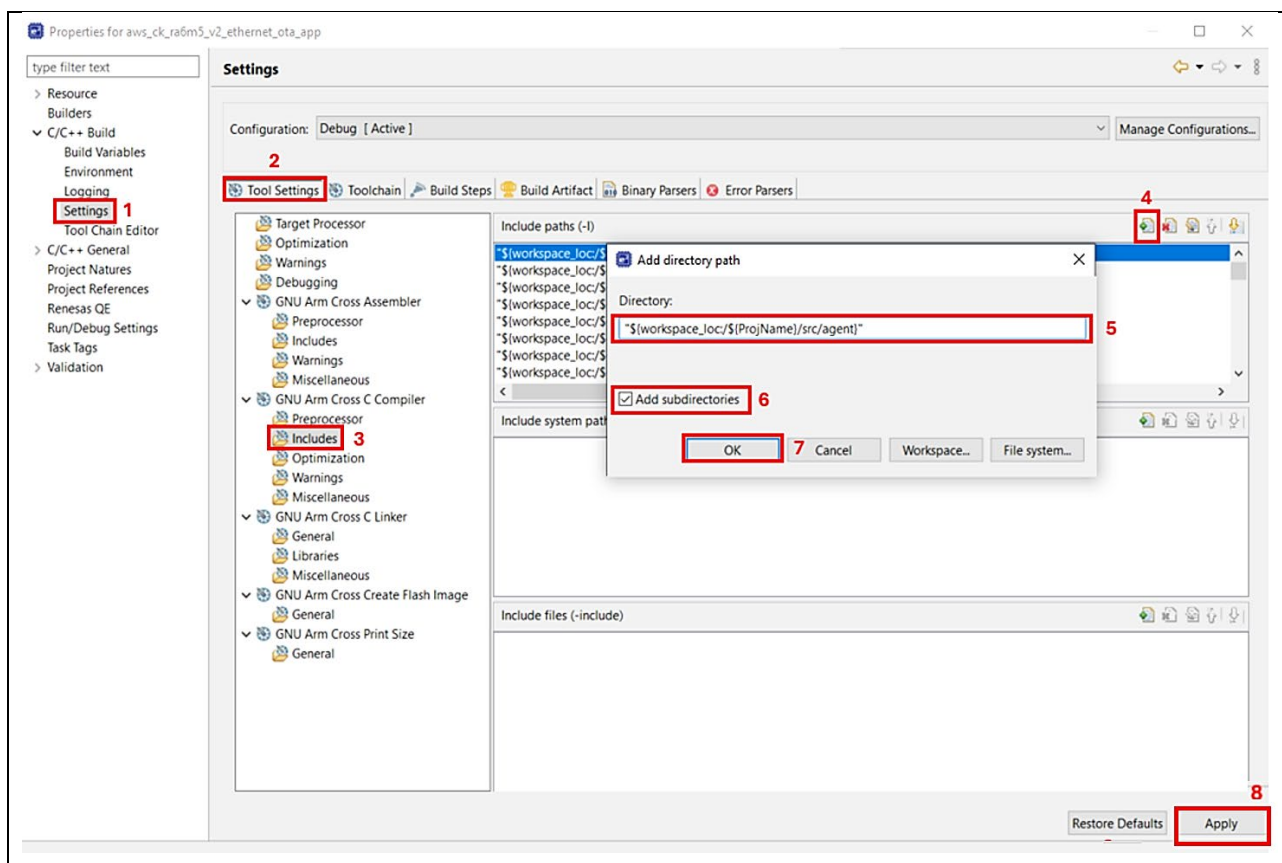 Properties for aws_ck_ra6m5_v2_ethernet_ota_app
type filter text
Resource
Builders
C/C++ Build
Build Variables
Environment
Logging
Settings 1
Tool Chain Editor
C/C++ General
Project Natures
Project References
Renesas QE
Run/Debug Settings
Task Tags
Validation
Settings
Configuration: Debug [ Active ]
Manage Configurations...
2
Tool Settings Toolchain Build Steps Build Artifact Binary Parsers Error Parsers
Target Processor
Optimization
Warnings
Debugging
GNU Arm Cross Assembler
Preprocessor
Includes
Warnings
Miscellaneous
GNU Arm Cross C Compiler
Preprocessor
Includes 3
Optimization
Warnings
Miscellaneous
GNU Arm Cross C Linker
General
Libraries
Miscellaneous
GNU Arm Cross Create Flash Image
General
GNU Arm Cross Print Size
General
4
Include paths (-I)
"${workspace_loc:/$
"${workspace_loc:/$
"${workspace_loc:/$
"${workspace_loc:/$
"${workspace_loc:/$
"${workspace_loc:/$
"${workspace_loc:/$
"${workspace_loc:/$
Add directory path
Directory:
"${workspace_loc:/${ProjName}/src/agent}" 5
Add subdirectories 6
OK 7 Cancel Workspace... File system...
Include system pat
Include files (-include)
8
Restore Defaults Apply